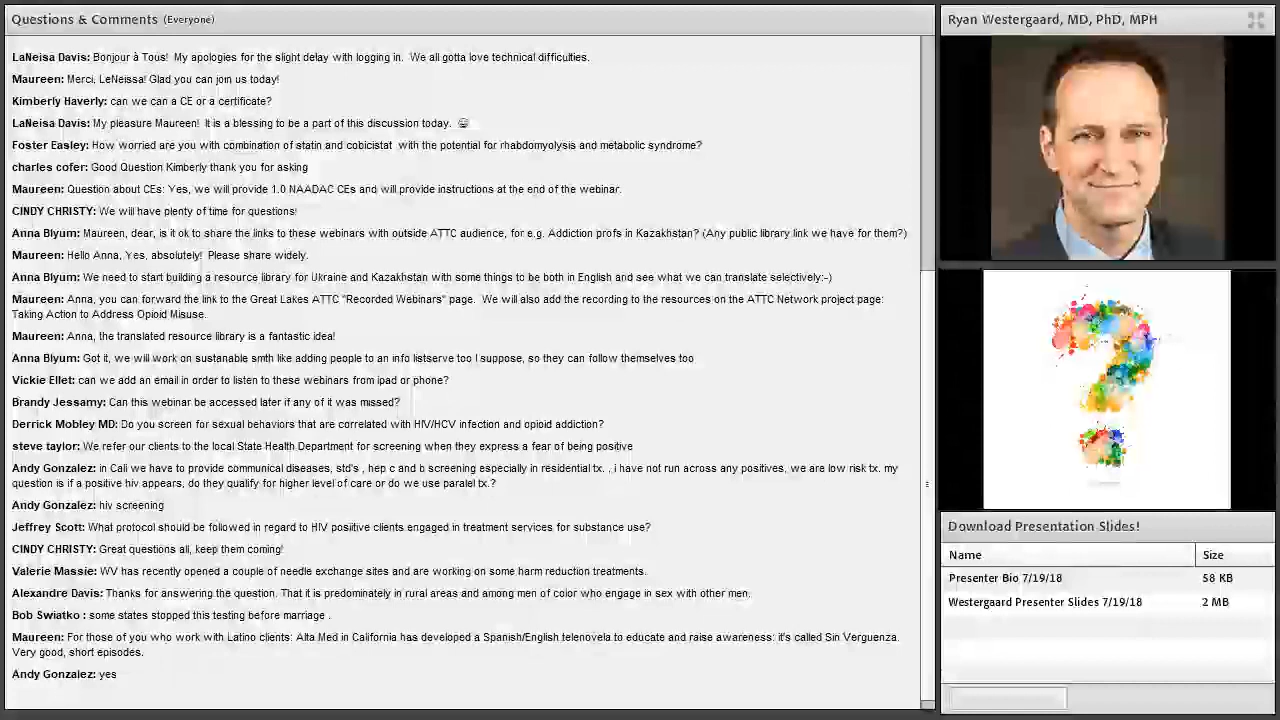 Questions & Comments (Everyone)
LaNeisa Davis: Bonjour à Tous! My apologies for the slight delay with logging in. We all gotta love technical difficulties.
Maureen: Merci, LeNeissa! Glad you can join us today!
Kimberly Haverly: can we can a CE or a certificate?
LaNeisa Davis: My pleasure Maureen! It is a blessing to be a part of this discussion today. 😄
Foster Easley: How worried are you with combination of statin and cobicistat with the potential for rhabdomyolysis and metabolic syndrome?
charles cofer: Good Question Kimberly thank you for asking
Maureen: Question about CEs: Yes, we will provide 1.0 NAADAC CEs and will provide instructions at the end of the webinar.
CINDY CHRISTY: We will have plenty of time for questions!
Anna Blyum: Maureen, dear, is it ok to share the links to these webinars with outside ATTC audience, for e.g. Addiction profs in Kazakhstan? (Any public library link we have for them?)
Maureen: Hello Anna, Yes, absolutely! Please share widely.
Anna Blyum: We need to start building a resource library for Ukraine and Kazakhstan with some things to be both in English and see what we can translate selectively:-)
Maureen: Anna, you can forward the link to the Great Lakes ATTC "Recorded Webinars" page. We will also add the recording to the resources on the ATTC Network project page:
Taking Action to Address Opioid Misuse.
Maureen: Anna, the translated resource library is a fantastic idea!
Anna Blyum: Got it, we will work on sustanable smth like adding people to an info listserve too I suppose, so they can follow themselves too
Vickie Ellet: can we add an email in order to listen to these webinars from ipad or phone?
Brandy Jessamy: Can this webinar be accessed later if any of it was missed?
Derrick Mobley MD: Do you screen for sexual behaviors that are correlated with HIV/HCV infection and opioid addiction?
steve taylor: We refer our clients to the local State Health Department for screening when they express a fear of being positive
Andy Gonzalez: in Cali we have to provide communical diseases, std's , hep c and b screening especially in residential tx. , i have not run across any positives, we are low risk tx. my
question is if a positive hiv appears, do they qualify for higher level of care or do we use paralel tx.?
Andy Gonzalez: hiv screening
Jeffrey Scott: What protocol should be followed in regard to HIV posiitive clients engaged in treatment services for substance use?
CINDY CHRISTY: Great questions all, keep them coming!
Valerie Massie: WV has recently opened a couple of needle exchange sites and are working on some harm reduction treatments.
Alexandre Davis: Thanks for answering the question. That it is predominately in rural areas and among men of color who engage in sex with other men.
Bob Swiatko : some states stopped this testing before marriage .
Maureen: For those of you who work with Latino clients: Alta Med in California has developed a Spanish/English telenovela to educate and raise awareness: it's called Sin Verguenza.
Very good, short episodes.
Andy Gonzalez: yes
Ryan Westergaard, MD, PhD, MPH
?
Download Presentation Slides!
Name Size
Presenter Bio 7/19/18 58 KB
Westergaard Presenter Slides 7/19/18 2 MB